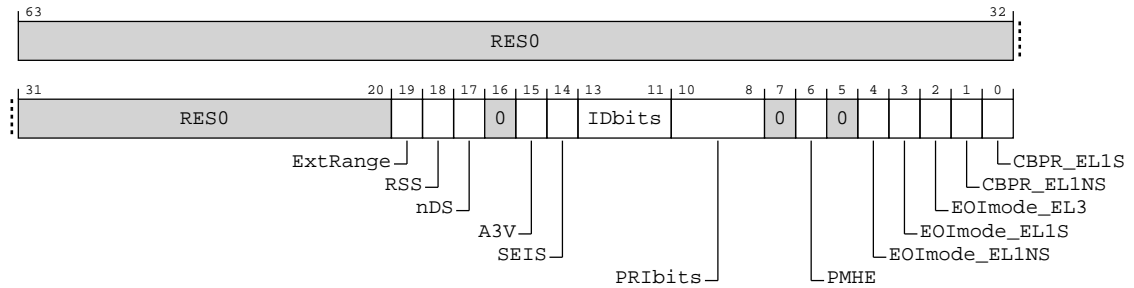 63 32
RES0
31 20 19 18 17 16 15 14 13 11 10 8 7 6 5 4 3 2 1 0
RES0 0 IDbits 0 0
ExtRange CBPR_EL1S
RSS CBPR_EL1NS
nDS EOImode_EL3
A3V EOImode_EL1S
SEIS EOImode_EL1NS
PRIbits PMHE